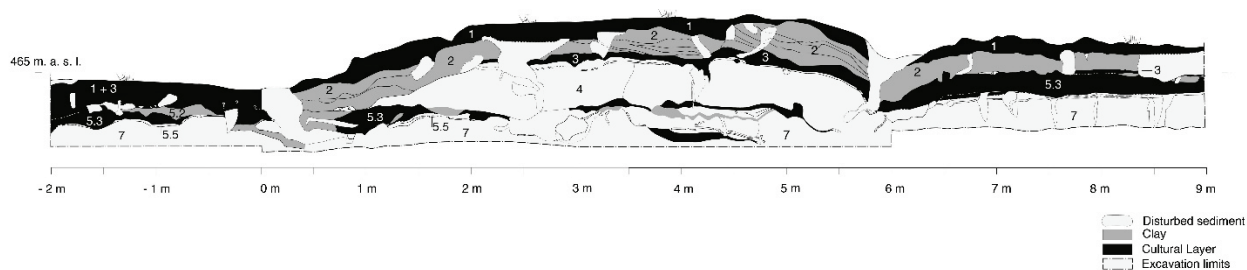 1
1
2
2
1
465 m. a. s. l.
2
3
3
2
3
1 + 3
2
4
5.3
5.2
5.3
5.3
7
5.5
5.5
7
7
7
- 2 m
- 1 m
0 m
1 m
2 m
3 m
4 m
5 m
6 m
7 m
8 m
9 m
Disturbed sediment
Clay
Cultural Layer
Excavation limits